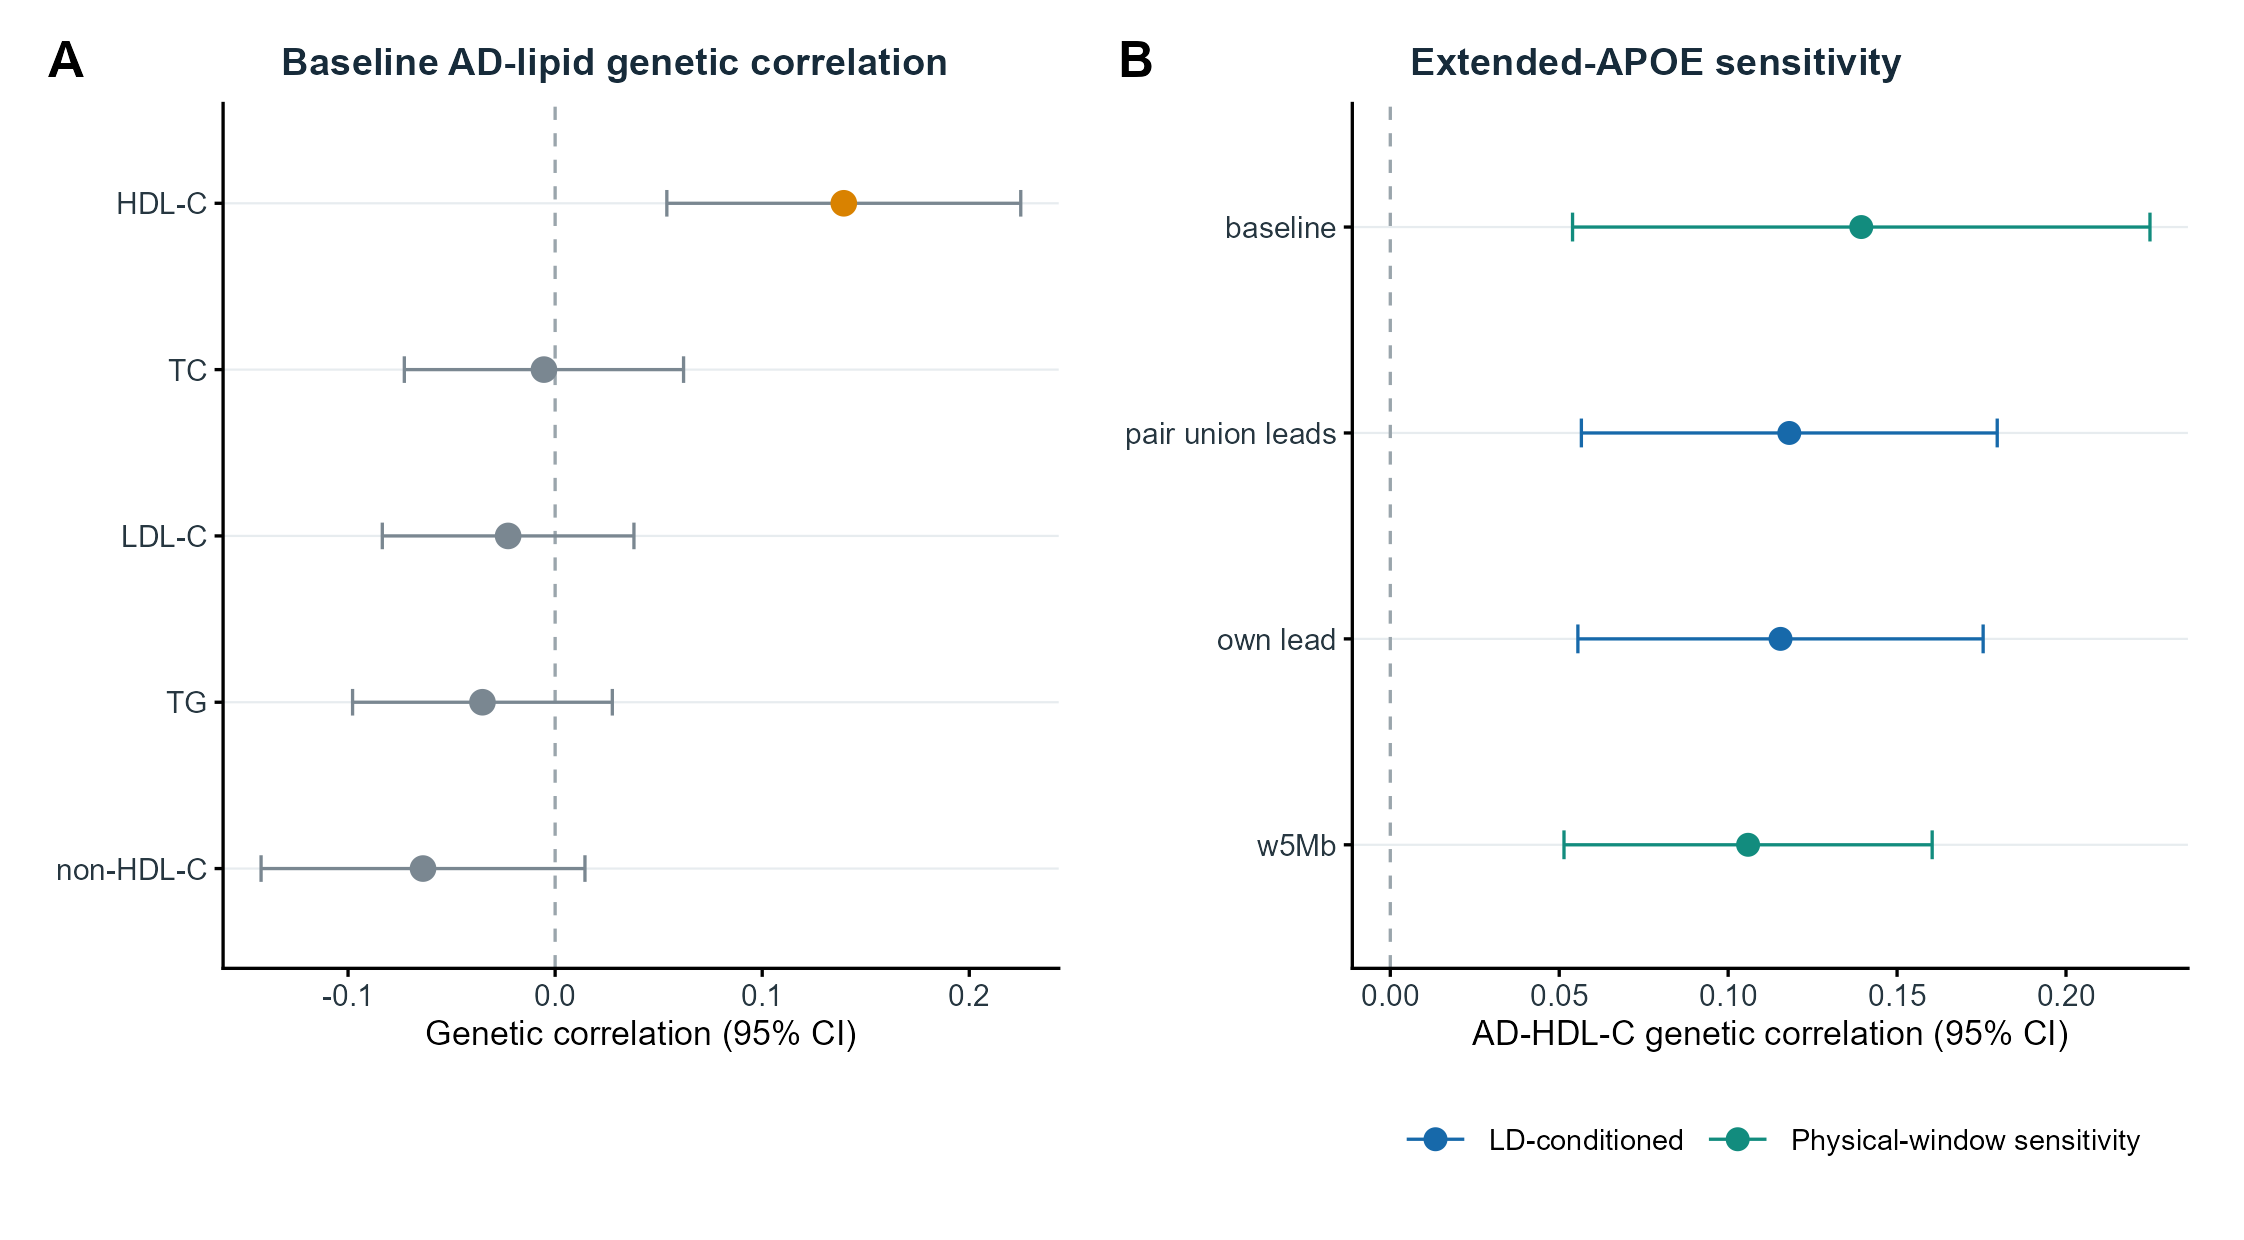 A
Baseline AD-lipid genetic correlation
HDL-C
TC
LDL-C
TG
non-HDL-C
-0.1 0.0 0.1 0.2
Genetic correlation (95% CI)
B
Extended-APOE sensitivity
baseline
pair union leads
own lead
w5Mb
0.00 0.05 0.10 0.15 0.20
AD-HDL-C genetic correlation (95% CI)
LD-conditioned Physical-window sensitivity